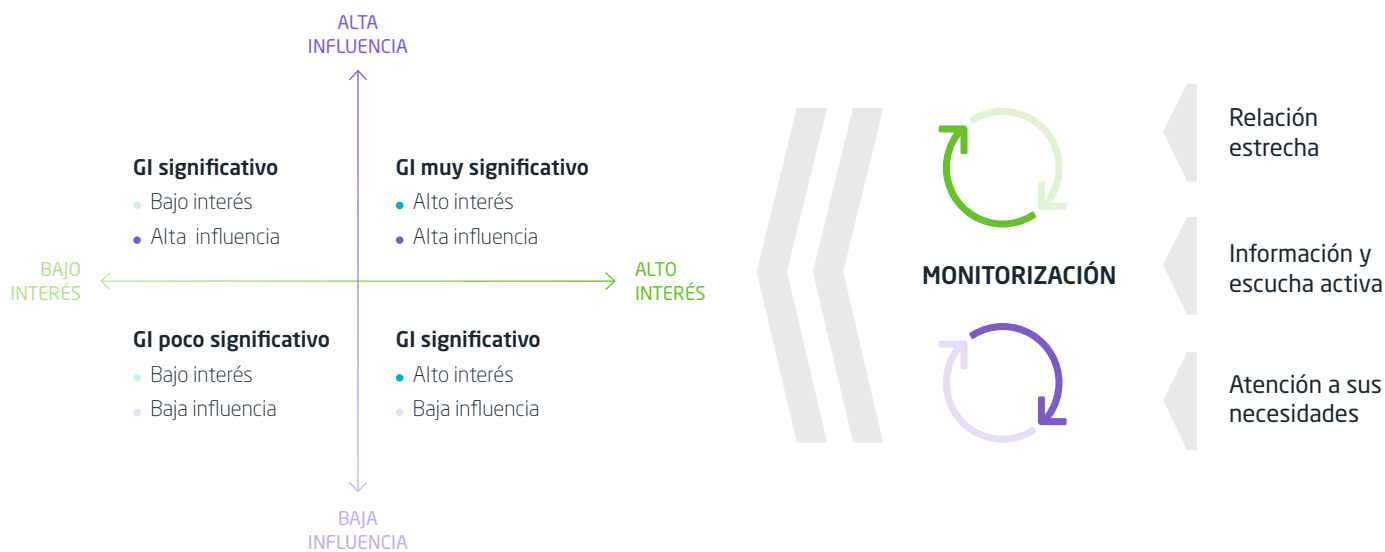 ALTA
INFLUENCIA
GI significativo
Bajo interés
Alta influencia
GI muy significativo
Alto interés
Alta influencia
BAJO
INTERÉS
ALTO
INTERÉS
GI poco significativo
Bajo interés
Baja influencia
GI significativo
Alto interés
Baja influencia
BAJA
INFLUENCIA
MONITORIZACIÓN
Relación
estrecha
Información y
escucha activa
Atención a sus
necesidades